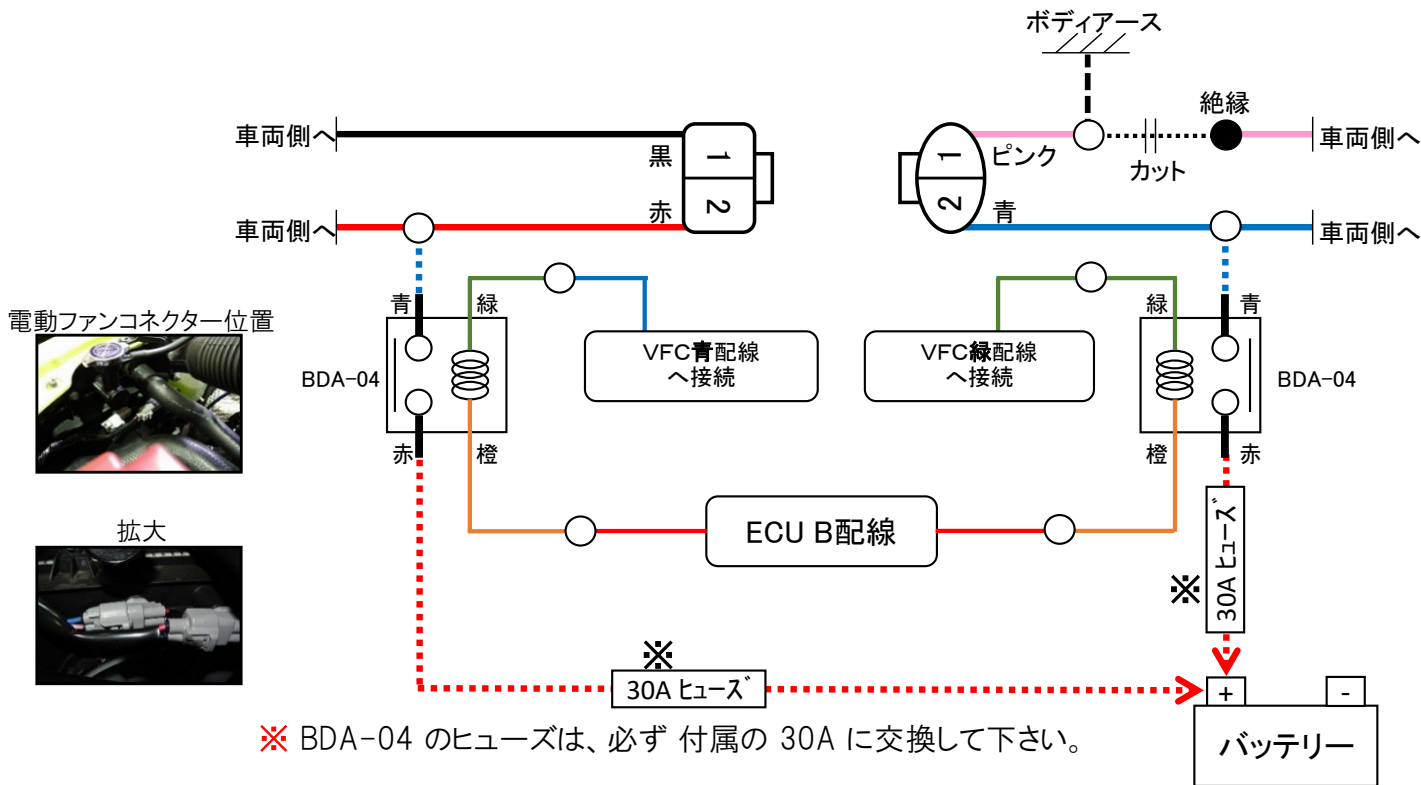 ボディアース
絶縁
車両側へ
黒
1
2
赤
車両側へ
1
2
ピンク
カット
車両側へ
青
車両側へ
電動ファンコネクター位置
青
緑
BDA-04
赤
橙
VFC青配線
へ接続
VFC緑配線
へ接続
緑
青
BDA-04
橙
赤
拡大
ECU B配線
※
30A ヒューズ
※
30A ヒューズ
+
-
バッテリー
※ BDA-04 のヒューズは、必ず 付属の 30A に交換して下さい。